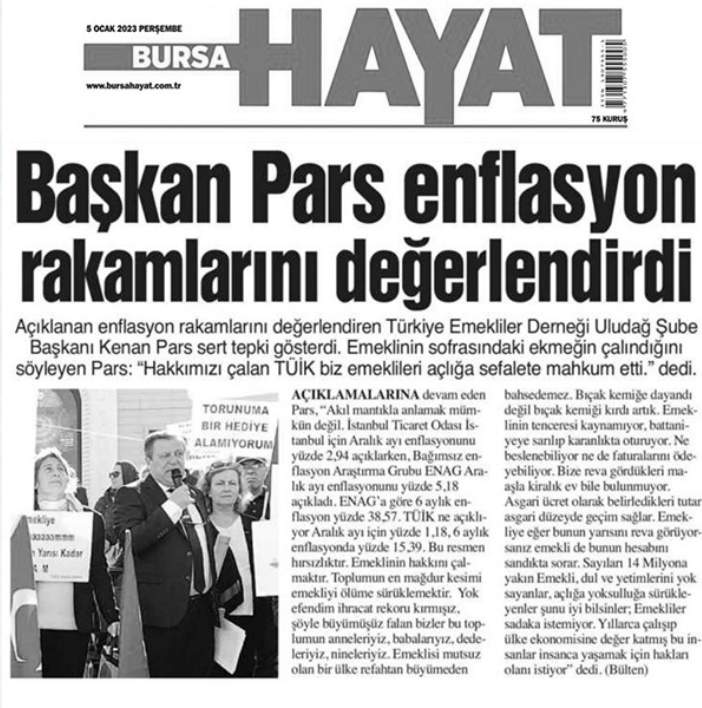 5 OCAK 2023 PERŞEMBE
BURSA HAYAT
www.bursahayat.com.tr
75 KURUŞ
Başkan Pars enflasyon
rakamlarını değerlendirdi
Açıklanan enflasyon rakamlarını değerlendiren Türkiye Emekliler Derneği Uludağ Şube
Başkanı Kenan Pars sert tepki gösterdi. Emeklinin sofrasındaki ekmeğin çalındığını
söyleyen Pars: “Hakkımızı çalan TÜİK biz emeklileri açlığa sefalete mahkum etti.” dedi.
TORUNUMA
BİR HEDİYE
ALAMIYORUM
Yarısı Kadar
AÇIKLAMALARINA devam eden
Pars, “Akıl mantıkla anlamak müm-
kün değil. İstanbul Ticaret Odası İs-
tanbul için Aralık ayı enflasyonunu
yüzde 2,94 açıklarken, Bağımsız en-
flasyon Araştırma Grubu ENAG Ara-
lık ayı enflasyonunu yüzde 5,18
açıkladı. ENAG’a göre 6 aylık en-
flasyon yüzde 38,57. TÜİK ne açıklı-
yor Aralık ayı için yüzde 1,18, 6 aylık
enflasyonda yüzde 15,39. Bu resmen
hırsızlıktır. Emeklinin hakkını çal-
maktır. Toplumun en mağdur kesimi
emekliyi ölüme sürüklemektir. Yok
efendim ihracat rekoru kırmışız,
şöyle büyümüşüz falan bizler bu top-
lumun anneleriyiz, babalarıyız, dede-
leriyiz, nineleriyiz. Emeklisi mutsuz
olan bir ülke refahtan büyümeden
bahsedemez. Bıçak kemiğe dayandı
değil bıçak kemiği kırdı artık. Emek-
linin tenceresi kaynamıyor, battani-
yeye sarılıp karanlıkta oturuyor. Ne
beslenebiliyor ne de faturalarını öde-
yebiliyor. Bize reva gördükleri ma-
aşla kiralık ev bile bulunmuyor.
Asgari ücret olarak belirledikleri tutar
asgari düzeyde geçim sağlar. Emek-
liye eğer bunun yarısını reva görüyor-
sanız emekli de bunun hesabını
sandıkta sorar. Sayıları 14 Milyona
yakın Emekli, dul ve yetimlerini yok
sayanlar, açlığa yoksulluğa sürükle-
yenler şunu iyi bilsinler; Emekliler
sadaka istemiyor. Yıllarca çalışıp
ülke ekonomisine değer katmış bu in-
sanlar insanca yaşamak için hakları
olanı istiyor” dedi. (Bülten)